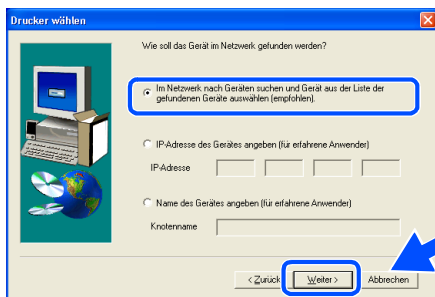 Drucker wählen
Wie soll das Gerät im Netzwerk gefunden werden?
Im Netzwerk nach Geräten suchen und Gerät aus der Liste der
gefundenen Geräte auswählen (empfohlen).
IP-Adresse des Gerätes angeben (für erfahrene Anwender)
IP-Adresse
Name des Gerätes angeben (für erfahrene Anwender)
Knotenname
< Zurück
Weiter >
Abbrechen